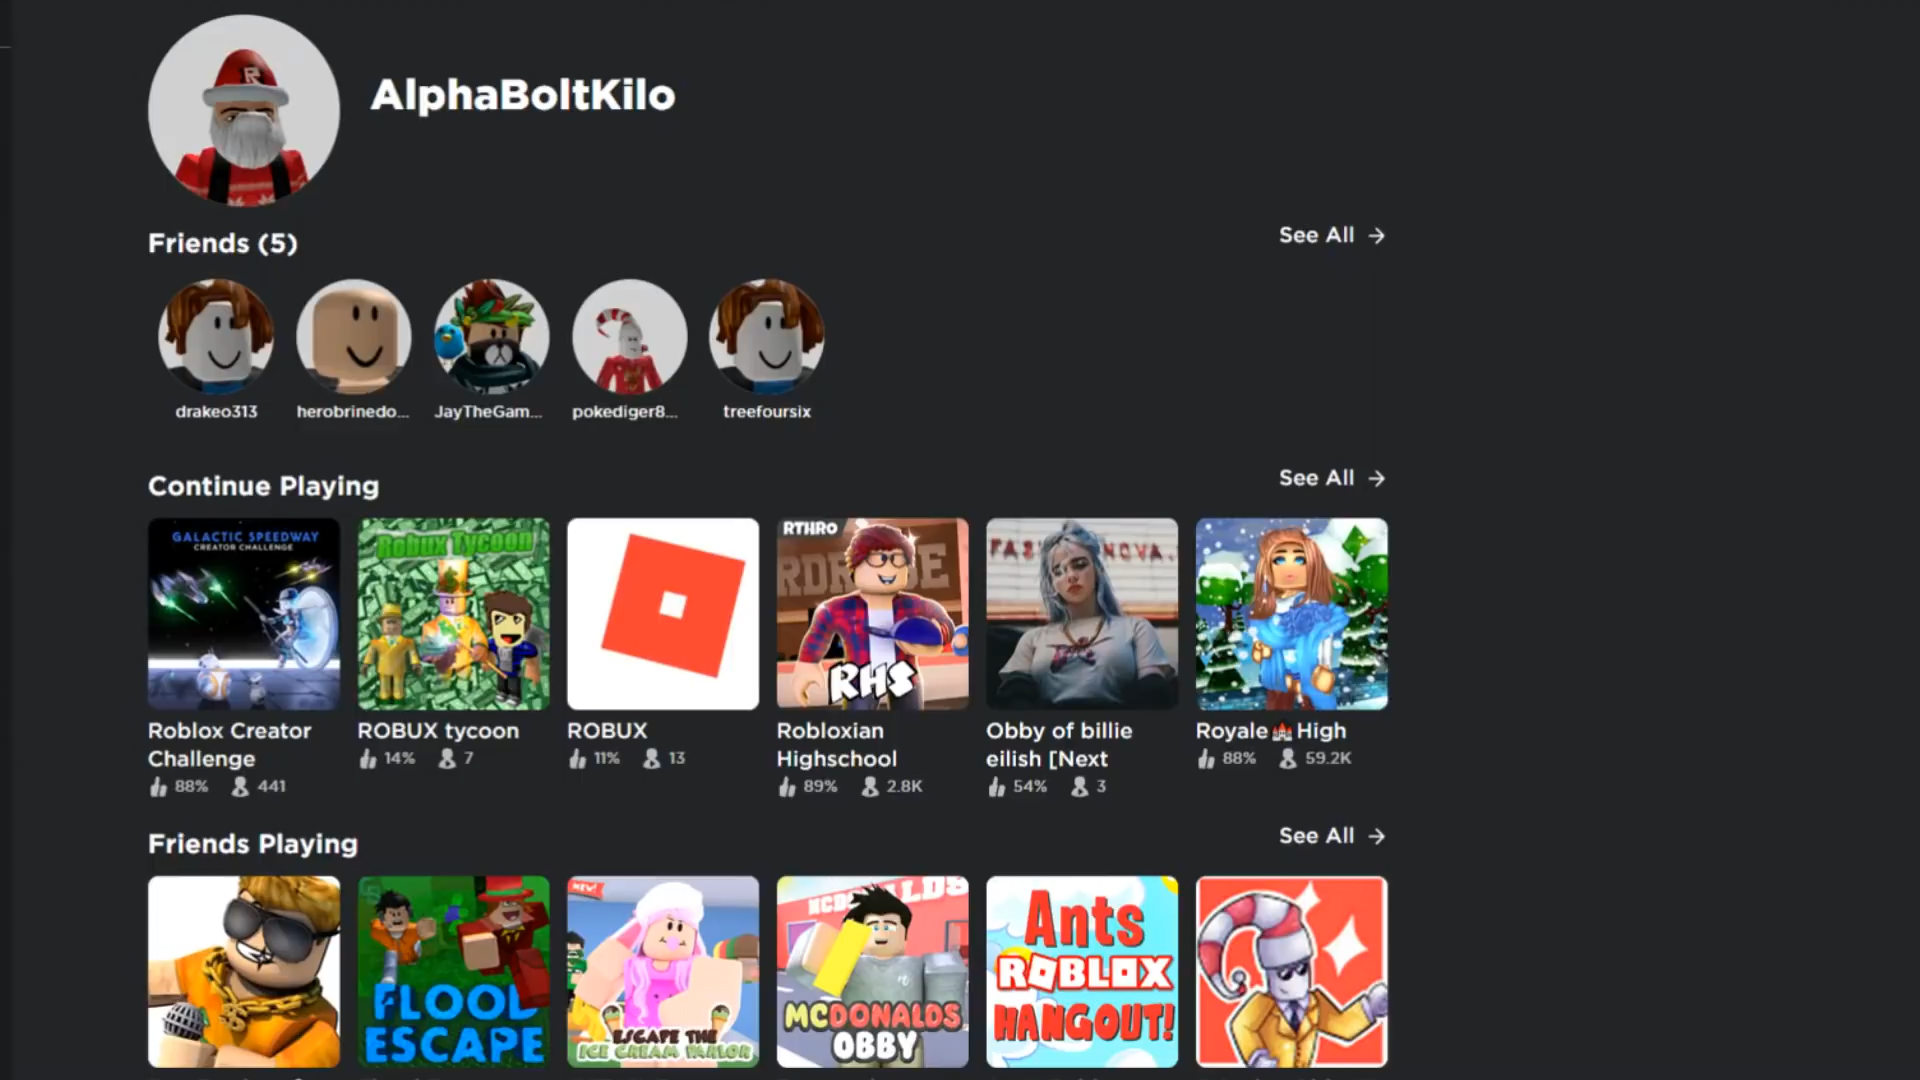 AlphaBoltKilo
Friends (5)
See All
drakeo313
herobrinedo...
JayTheGam...
pokediger8...
treefoursix
Continue Playing
See All
GALACTIC SPEEDWAY
CREATOR CHALLENGE
Robux Tycoon
RTHRO
RHS
Roblox Creator
Challenge
88% 441
ROBUX tycoon
14% 7
ROBUX
11% 13
Robloxian
Highschool
89% 2.8K
Obby of billie
eilish [Next
54% 3
Royale🏰High
88% 59.2K
Friends Playing
See All
FLOOD
ESCAPE
NEW!
ESCAPE THE
ICE CREAM PARLOR
MCDONALDS
OBBY
Ants
ROBLOX
HANGOUT!